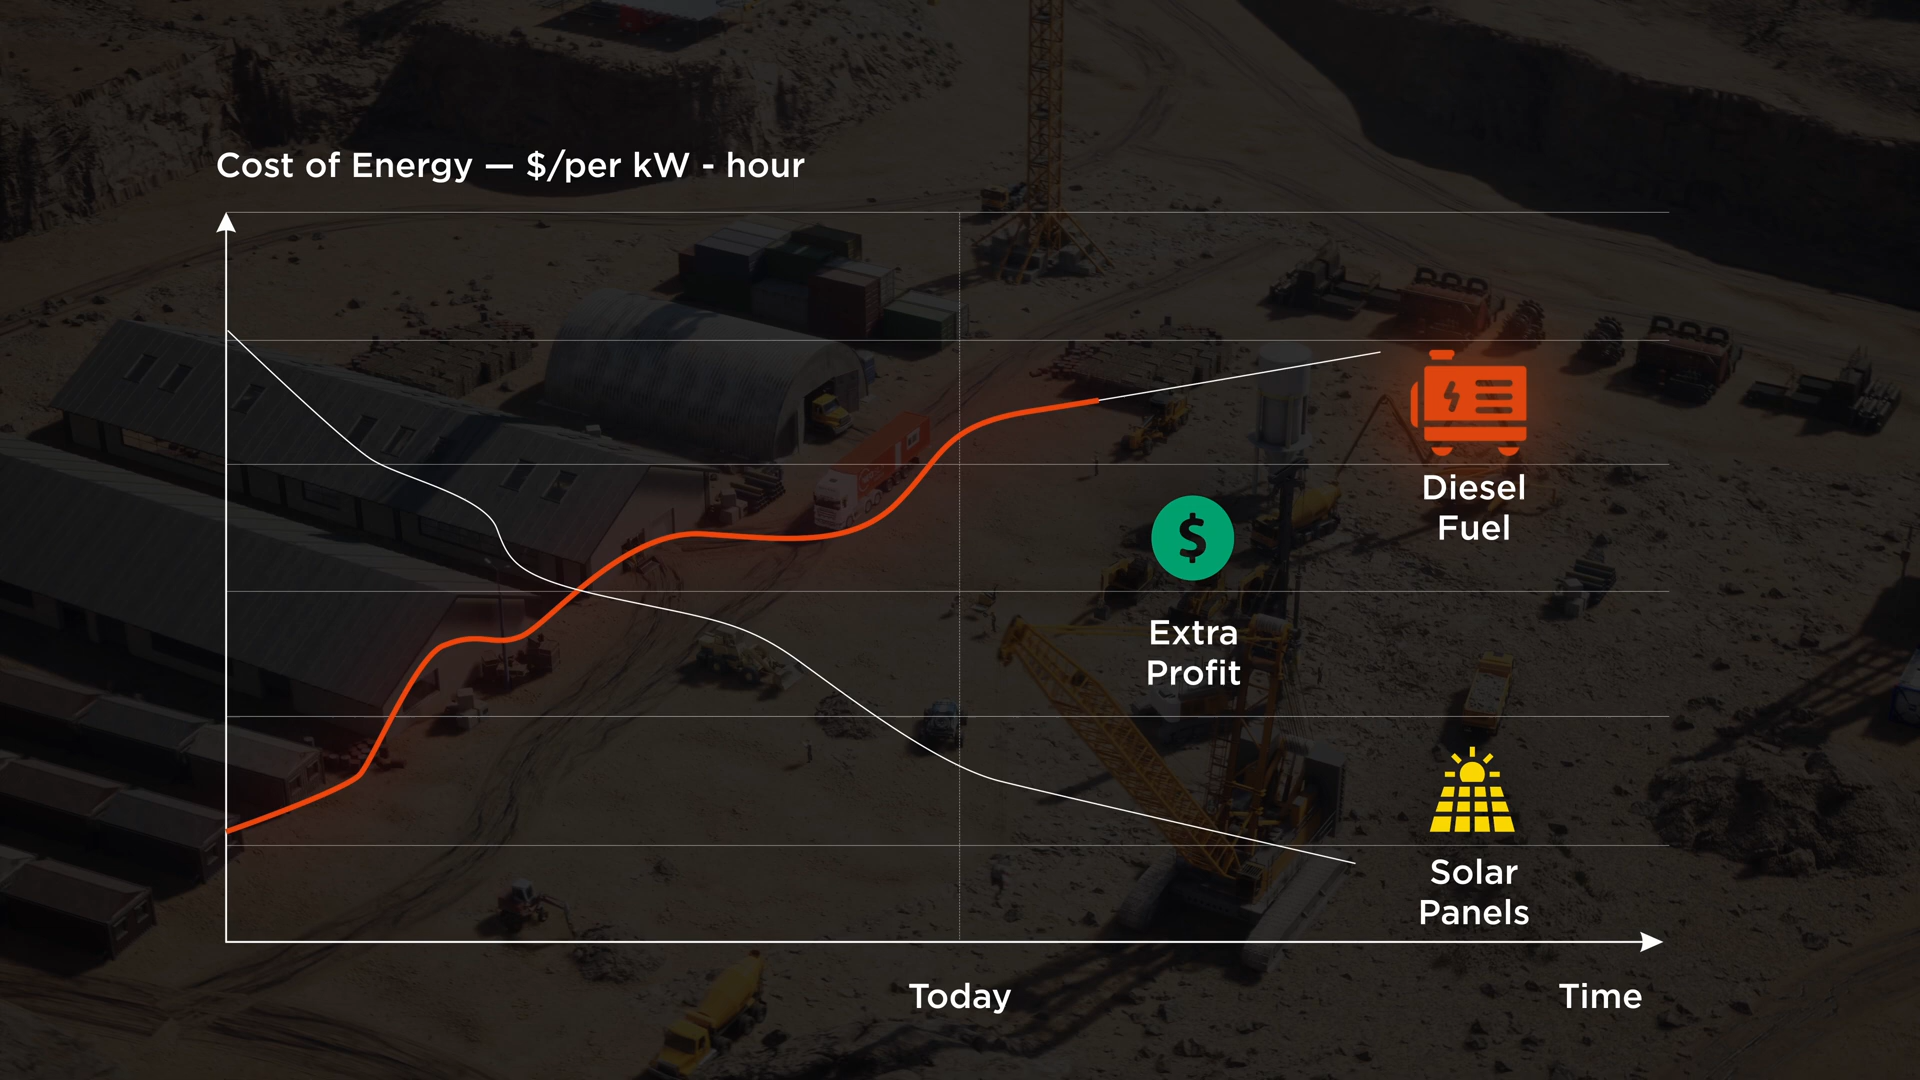 Cost of Energy — $/per kW - hour
Diesel
Fuel
$
Extra
Profit
Solar
Panels
Today
Time